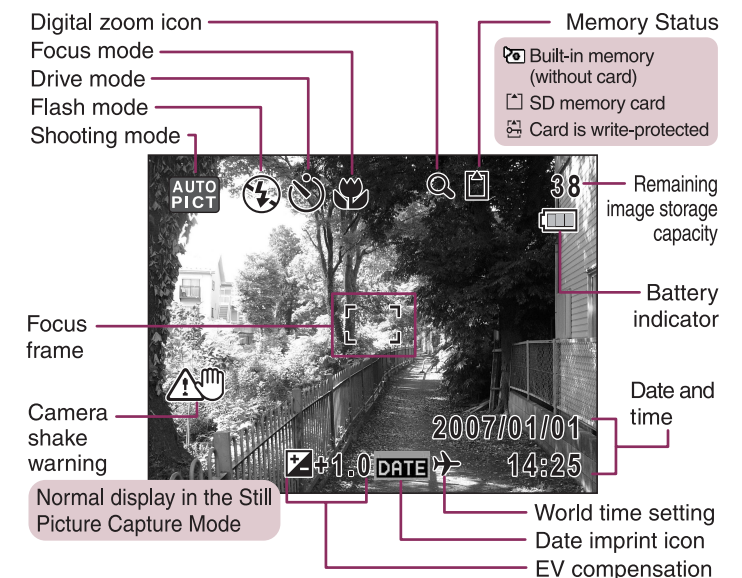 Digital zoom icon
Focus mode
Drive mode
Flash mode
Shooting mode
Memory Status
Built-in memory
(without card)
SD memory card
Card is write-protected
AUTO
PICT
38
Remaining
image storage
capacity
Battery
indicator
Focus
frame
Camera
shake
warning
Date and
time
2007/01/01
+1.0 DATE 14:25
Normal display in the Still
Picture Capture Mode
World time setting
Date imprint icon
EV compensation